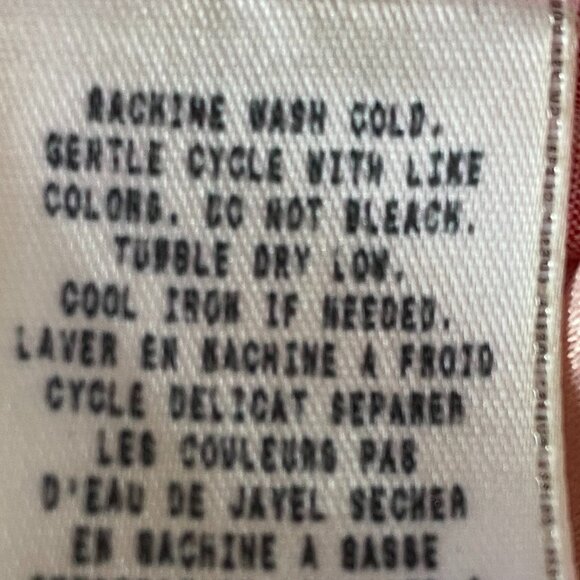 MACHINE WASH COLD.
GENTLE CYCLE WITH LIKE
COLORS. DO NOT BLEACH.
TUMBLE DRY LOW.
COOL IRON IF NEEDED.
LAVER EN MACHINE A FROID
CYCLE DELICAT SEPARER
LES COULEURS PAS
D'EAU DE JAVEL SECHER
EN MACHINE A BASSE